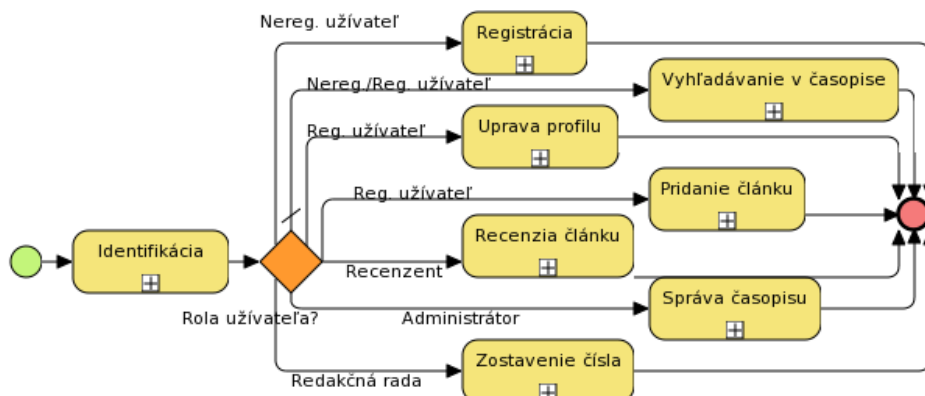 Nereg. užívateľ
Registrácia
Nereg./Reg. užívateľ
Vyhľadávanie v časopise
Reg. užívateľ
Uprava profilu
Reg. užívateľ
Pridanie článku
Identifikácia
Recenzia článku
Recenzent
Rola užívateľa?
Administrátor
Správa časopisu
Redakčná rada
Zostavenie čísla